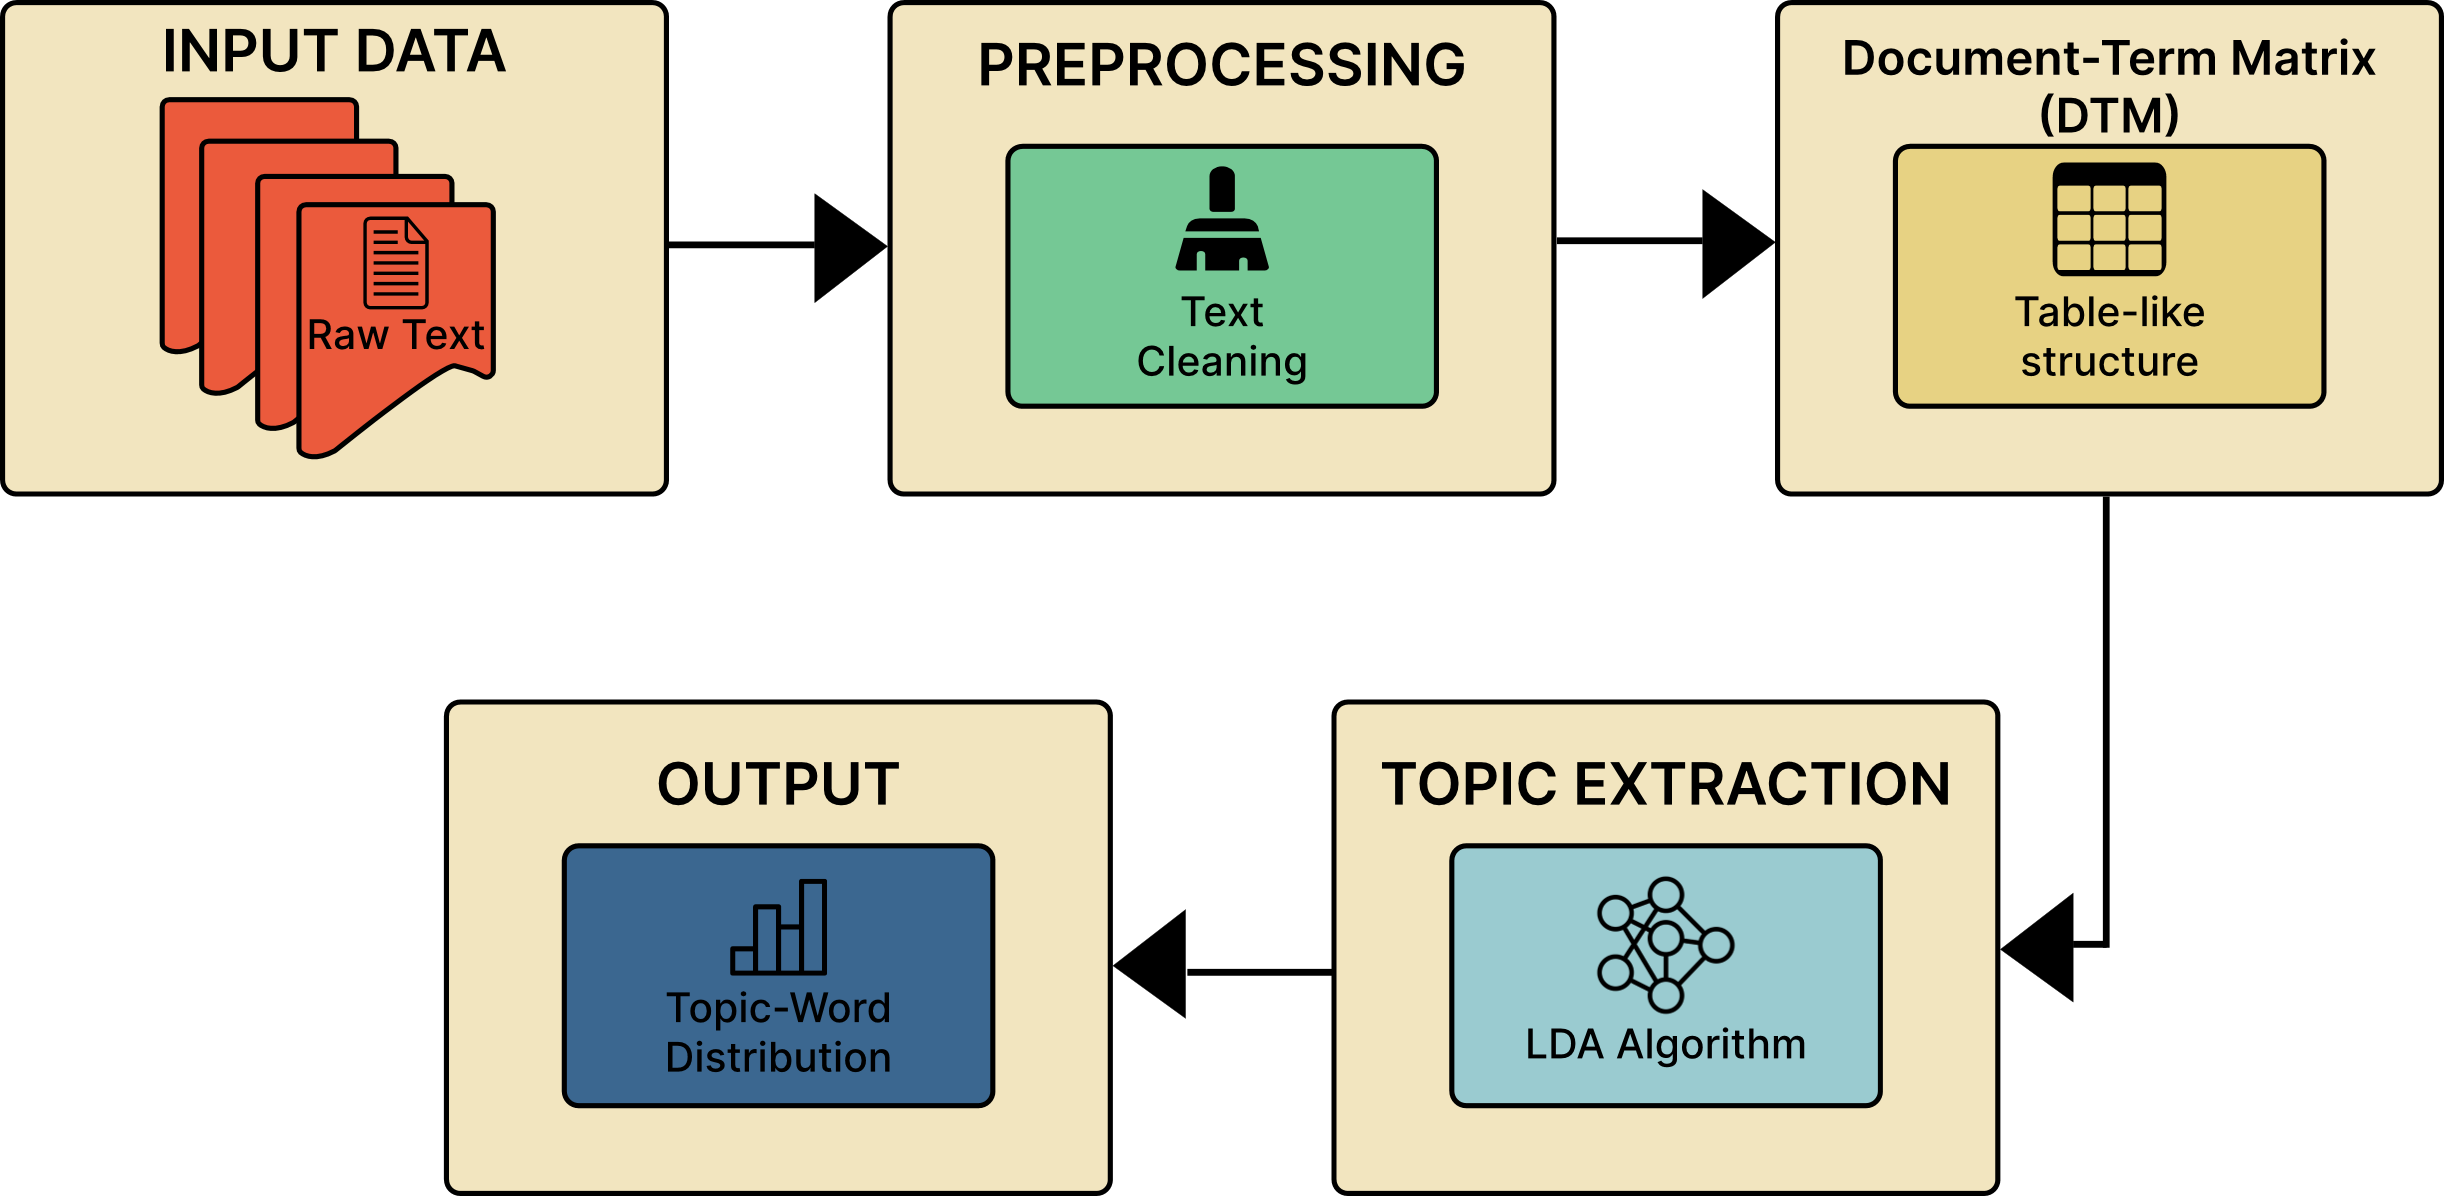 INPUT DATA
Raw Text
PREPROCESSING
Text
Cleaning
Document-Term Matrix
(DTM)
Table-like
structure
TOPIC EXTRACTION
LDA Algorithm
OUTPUT
Topic-Word
Distribution